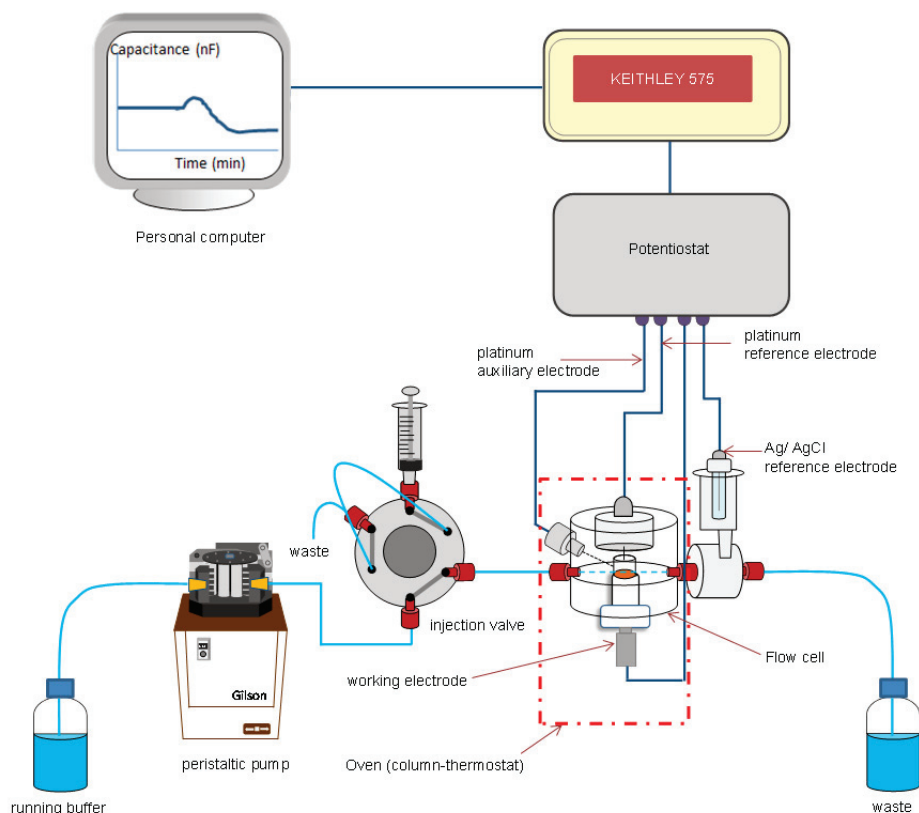 Capacitance (nF)
Time (min)
Personal computer
KEITHLEY 575
Potentiostat
platinum
auxiliary electrode
platinum
reference electrode
Ag/ AgCl
reference electrode
waste
injection valve
working electrode
Flow cell
Gilson
peristaltic pump
Oven (column-thermostat)
running buffer
waste